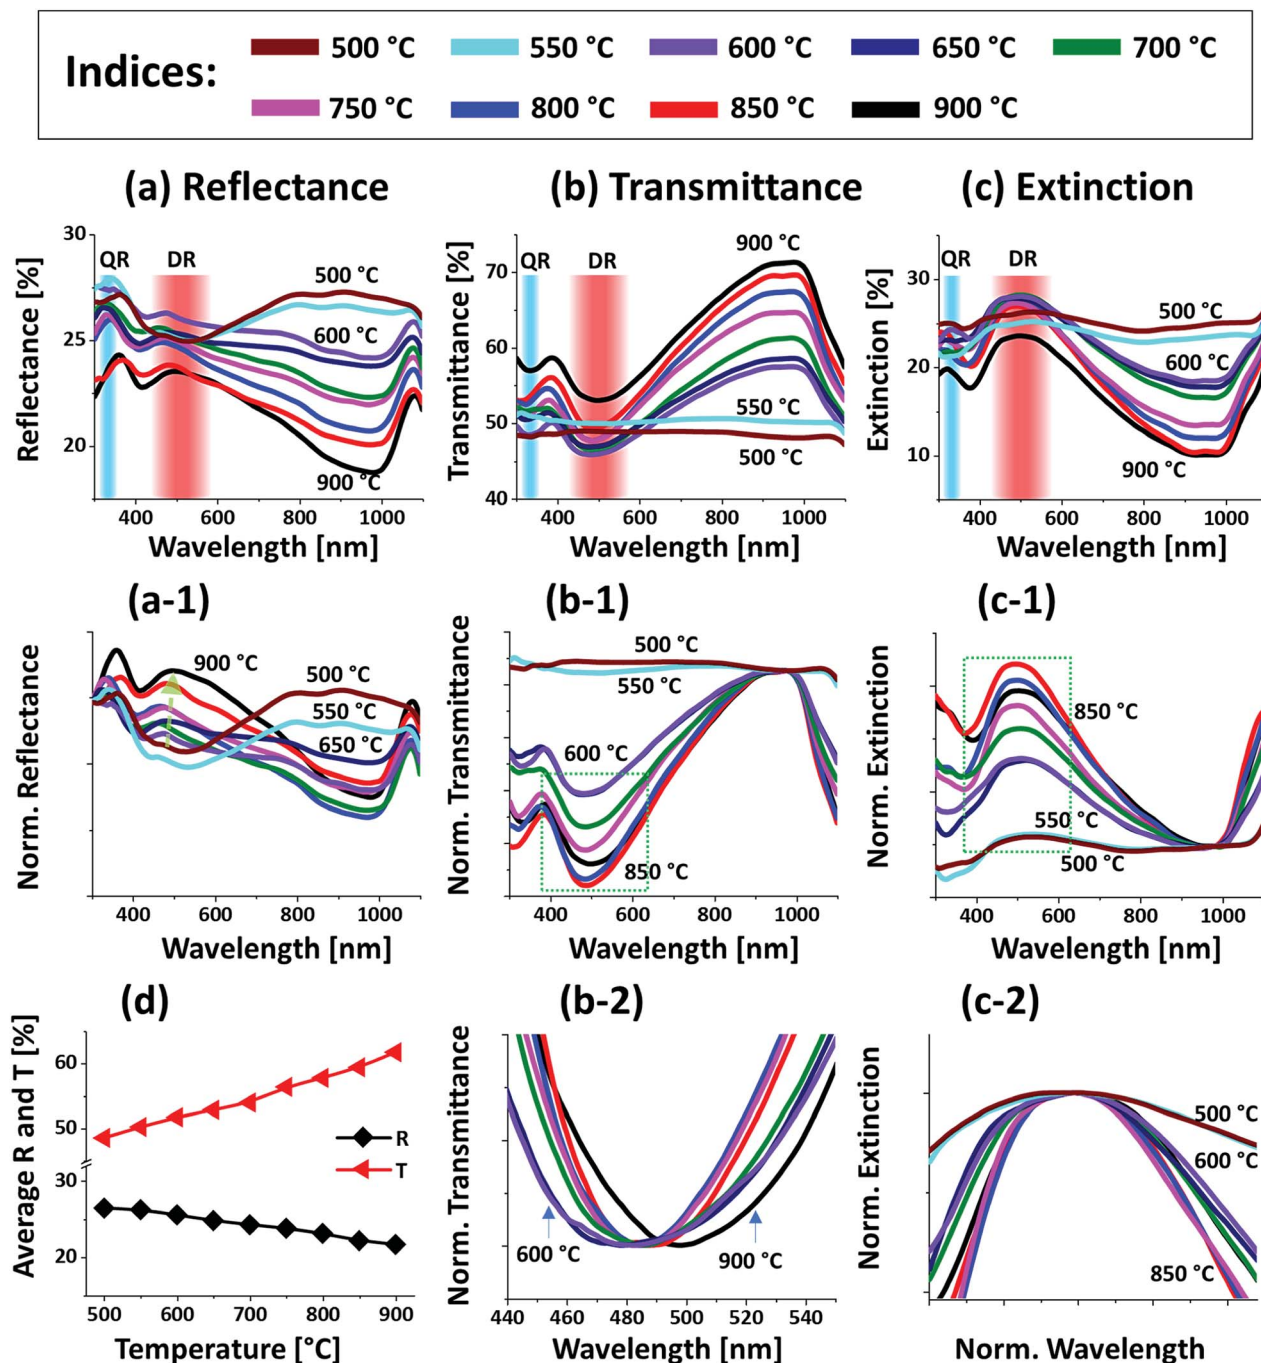 Indices:
500 °C 550 °C 600 °C 650 °C 700 °C
750 °C 800 °C 850 °C 900 °C
(a) Reflectance
Reflectance [%]
30
25
20
QR DR
500 °C
600 °C
900 °C
400 600 800 1000
Wavelength [nm]
(b) Transmittance
Transmittance [%]
70
60
50
40
QR DR
900 °C
550 °C
500 °C
400 600 800 1000
Wavelength [nm]
(c) Extinction
Extinction [%]
30
20
10
QR DR
500 °C
600 °C
900 °C
400 600 800 1000
Wavelength [nm]
(a-1)
Norm. Reflectance
900 °C
500 °C
550 °C
650 °C
400 600 800 1000
Wavelength [nm]
(b-1)
Norm. Transmittance
500 °C
550 °C
600 °C
850 °C
400 600 800 1000
Wavelength [nm]
(c-1)
Norm. Extinction
850 °C
550 °C
500 °C
400 600 800 1000
Wavelength [nm]
(d)
Average R and T [%]
60
50
30
20
R
T
500 600 700 800 900
Temperature [°C]
(b-2)
Norm. Transmittance
600 °C
900 °C
440 460 480 500 520 540
Wavelength [nm]
(c-2)
Norm. Extinction
500 °C
600 °C
850 °C
Norm. Wavelength